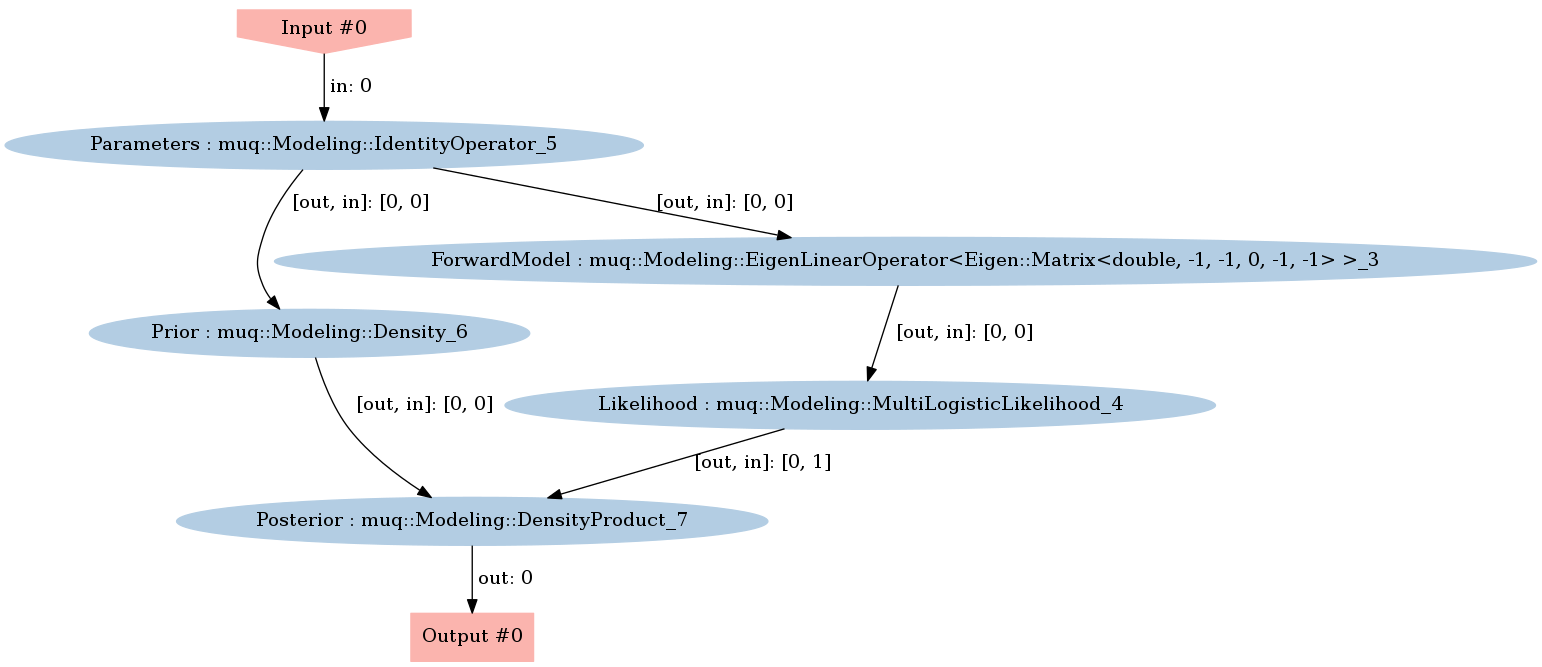 Input #0
in: 0
Parameters : muq::Modeling::IdentityOperator_5
[out, in]: [0, 0]
[out, in]: [0, 0]
ForwardModel : muq::Modeling::EigenLinearOperator<Eigen::Matrix<double, -1, -1, 0, -1, -1> >_3
Prior : muq::Modeling::Density_6
[out, in]: [0, 0]
[out, in]: [0, 0]
Likelihood : muq::Modeling::MultiLogisticLikelihood_4
[out, in]: [0, 1]
Posterior : muq::Modeling::DensityProduct_7
out: 0
Output #0